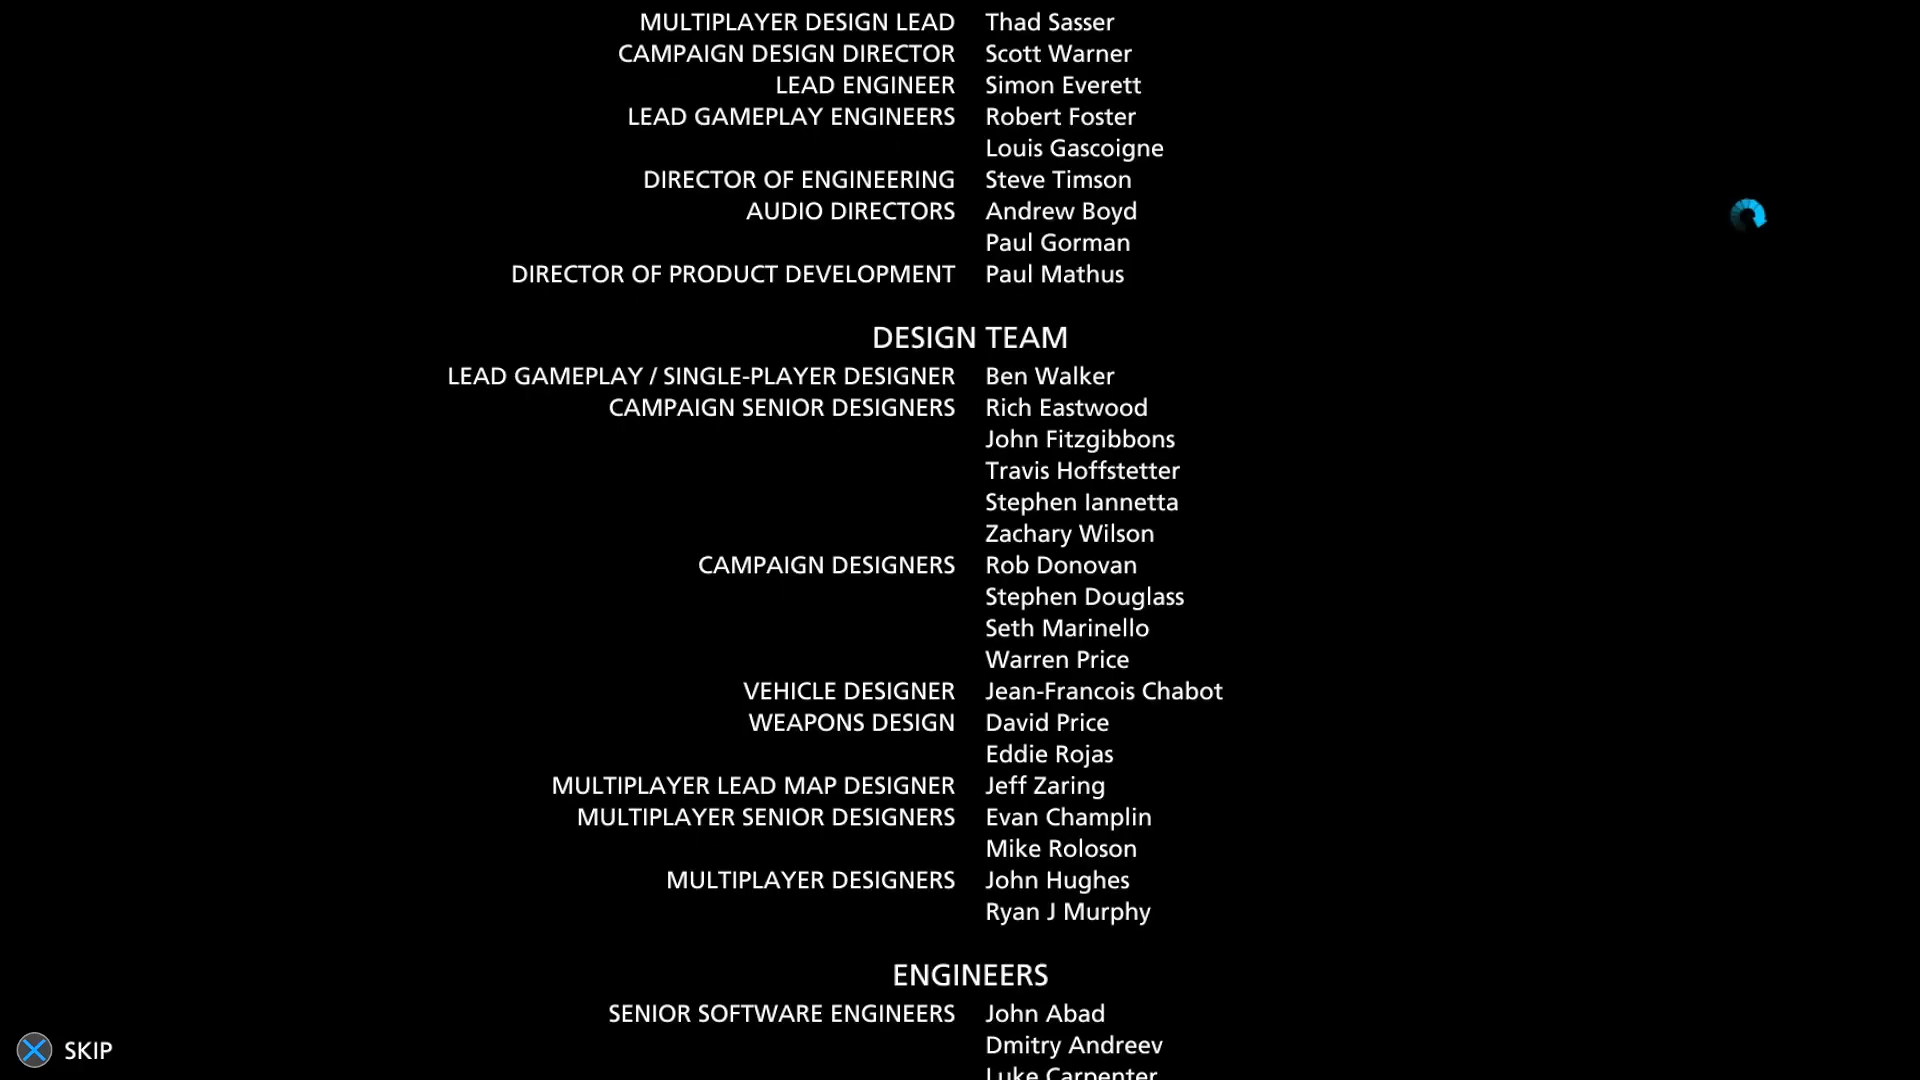 MULTIPLAYER DESIGN LEAD Thad Sasser
CAMPAIGN DESIGN DIRECTOR Scott Warner
LEAD ENGINEER Simon Everett
LEAD GAMEPLAY ENGINEERS Robert Foster
Louis Gascoigne
DIRECTOR OF ENGINEERING Steve Timson
AUDIO DIRECTORS Andrew Boyd
Paul Gorman
DIRECTOR OF PRODUCT DEVELOPMENT Paul Mathus
DESIGN TEAM
LEAD GAMEPLAY / SINGLE-PLAYER DESIGNER Ben Walker
CAMPAIGN SENIOR DESIGNERS Rich Eastwood
John Fitzgibbons
Travis Hoffstetter
Stephen Iannetta
Zachary Wilson
CAMPAIGN DESIGNERS Rob Donovan
Stephen Douglass
Seth Marinello
Warren Price
VEHICLE DESIGNER Jean-Francois Chabot
WEAPONS DESIGN David Price
Eddie Rojas
MULTIPLAYER LEAD MAP DESIGNER Jeff Zaring
MULTIPLAYER SENIOR DESIGNERS Evan Champlin
Mike Roloson
MULTIPLAYER DESIGNERS John Hughes
Ryan J Murphy
ENGINEERS
SENIOR SOFTWARE ENGINEERS John Abad
Dmitry Andreev
Luke Carpenter
SKIP